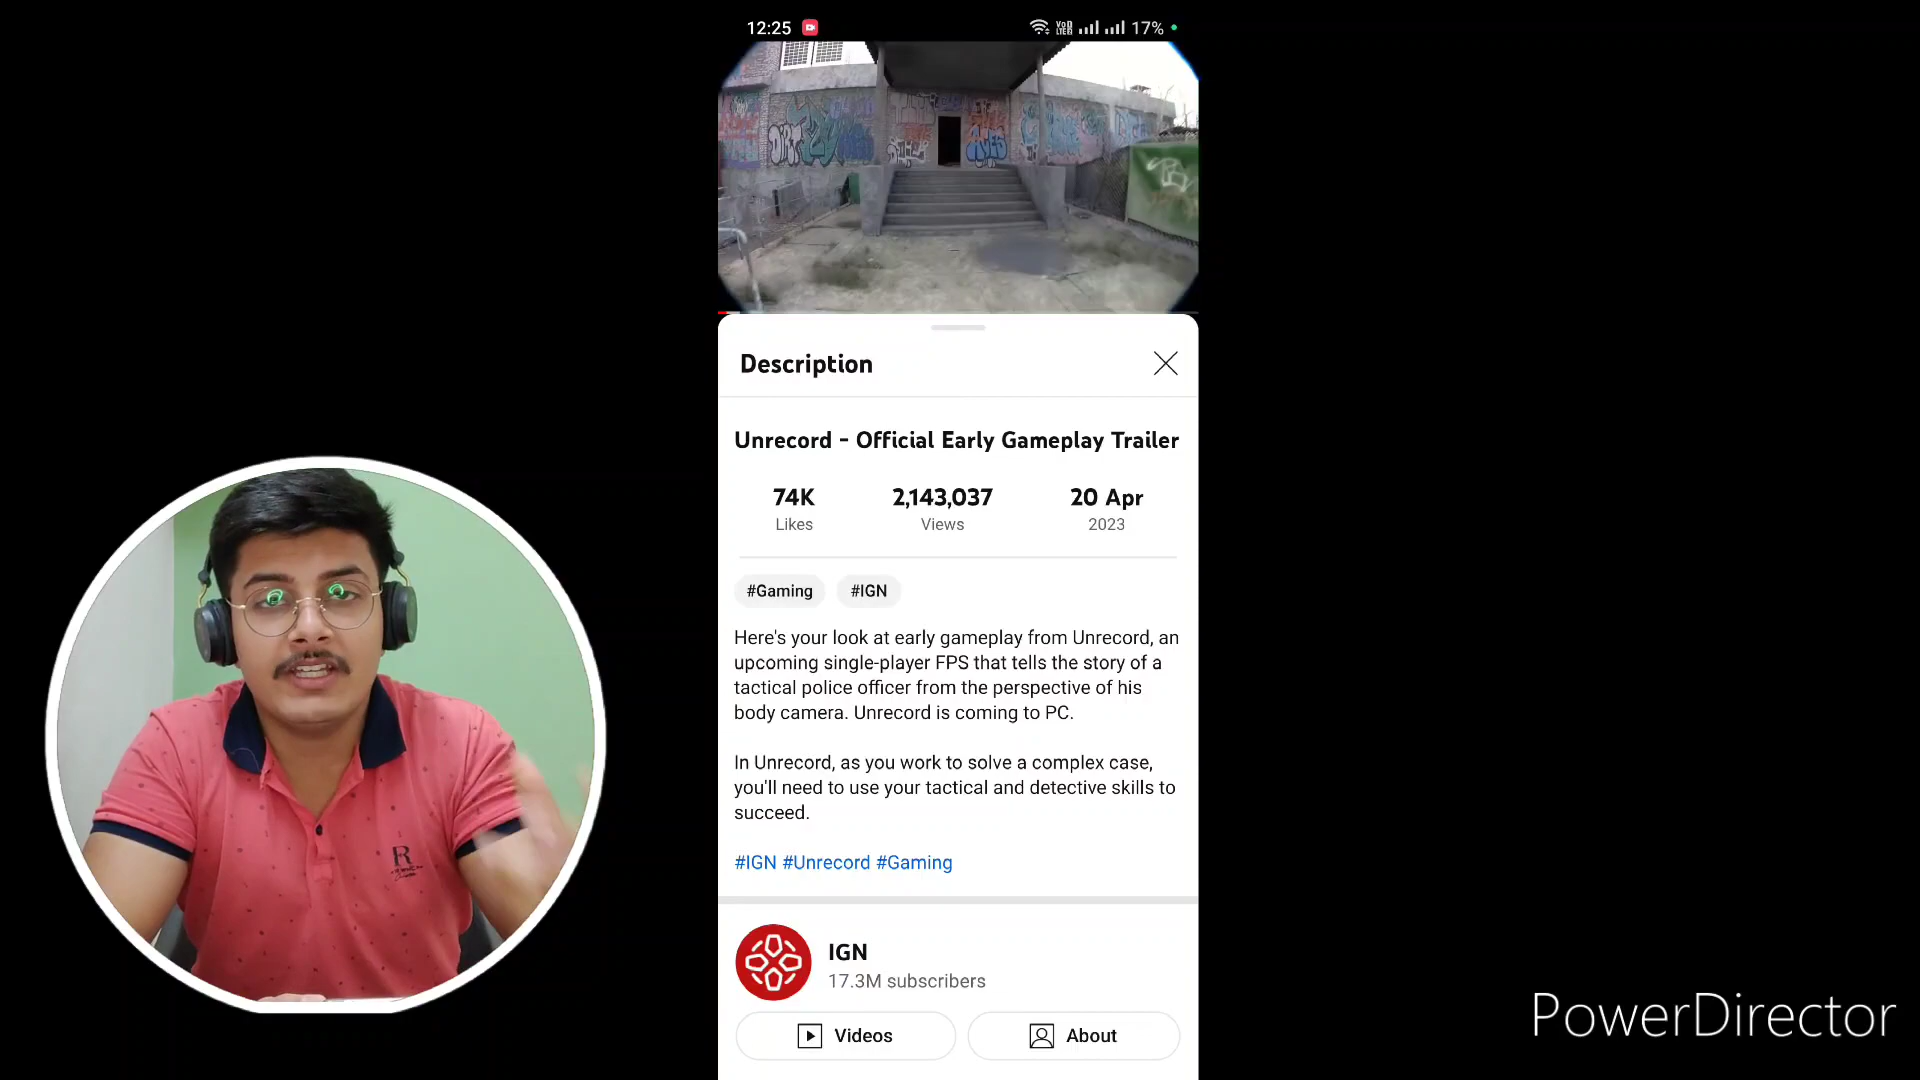 12:25
Vo))
LTE2
17%
DIRT
Description
Unrecord - Official Early Gameplay Trailer
74K
2,143,037
20 Apr
Likes
Views
2023
#Gaming
#IGN
Here's your look at early gameplay from Unrecord, an
upcoming single-player FPS that tells the story of a
tactical police officer from the perspective of his
body camera. Unrecord is coming to PC.
In Unrecord, as you work to solve a complex case,
you'll need to use your tactical and detective skills to
succeed.
#IGN #Unrecord #Gaming
IGN
17.3M subscribers
Videos
About
R
PowerDirector